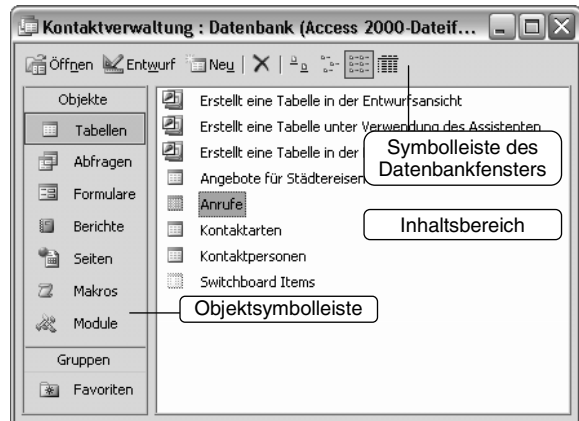 Kontaktverwaltung : Datenbank (Access 2000-Dateif...
Öffnen Entwurf Neu
Objekte
Tabellen
Abfragen
Formulare
Berichte
Seiten
Makros
Module
Gruppen
Favoriten
Erstellt eine Tabelle in der Entwurfsansicht
Erstellt eine Tabelle unter Verwendung des Assistenten
Erstellt eine Tabelle in der
Angebote für Städtereisen
Anrufe
Kontaktarten
Kontaktpersonen
Switchboard Items
Symbolleiste des
Datenbankfensters
Inhaltsbereich
Objektsymbolleiste